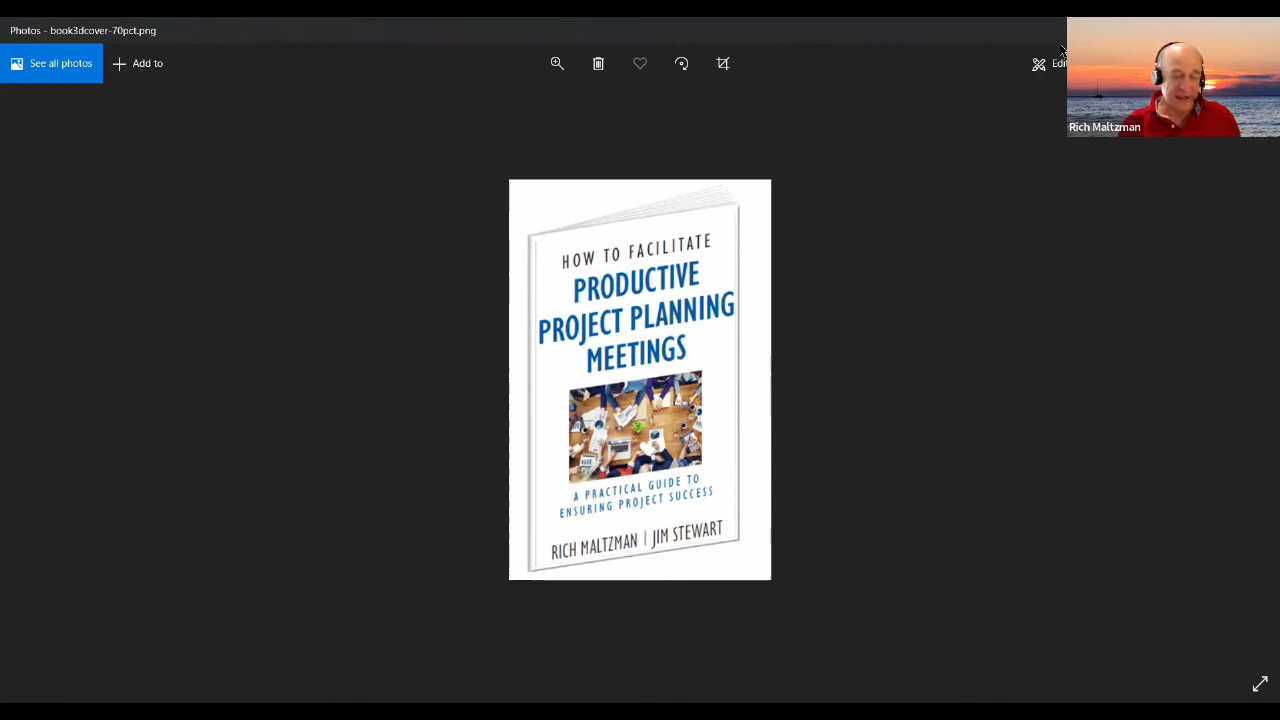 Photos - book3dcover-70pct.png
See all photos
Add to
Edit
Rich Maltzman
HOW TO FACILITATE
PRODUCTIVE
PROJECT PLANNING
MEETINGS
A PRACTICAL GUIDE TO
ENSURING PROJECT SUCCESS
RICH MALTZMAN | JIM STEWART